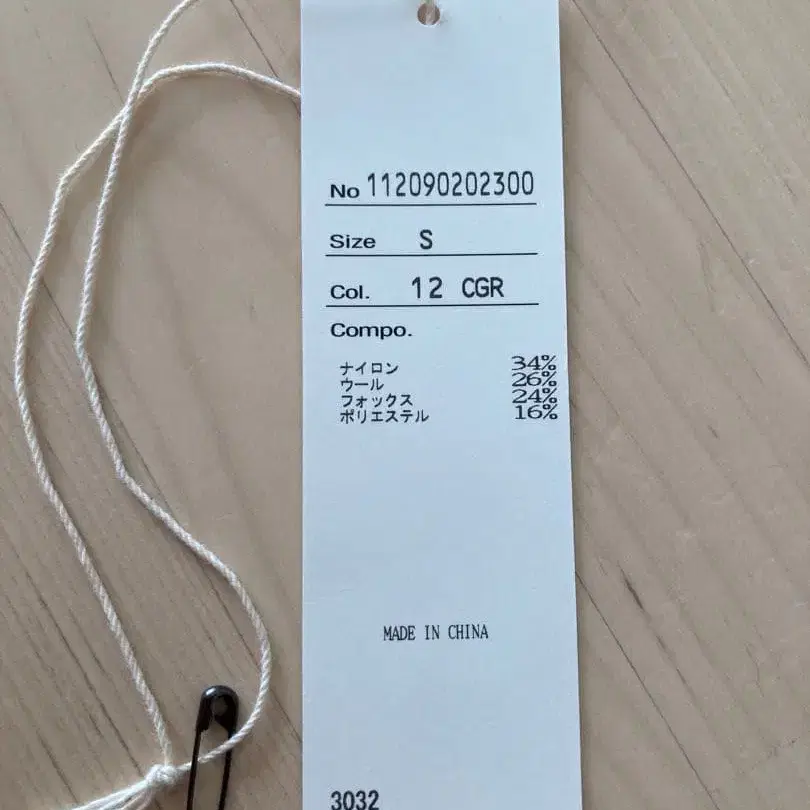 No 112090202300
Size S
Col. 12 CGR
Compo.
ナイロン 34%
ウール 26%
フォックス 24%
ポリエステル 16%
MADE IN CHINA
3032